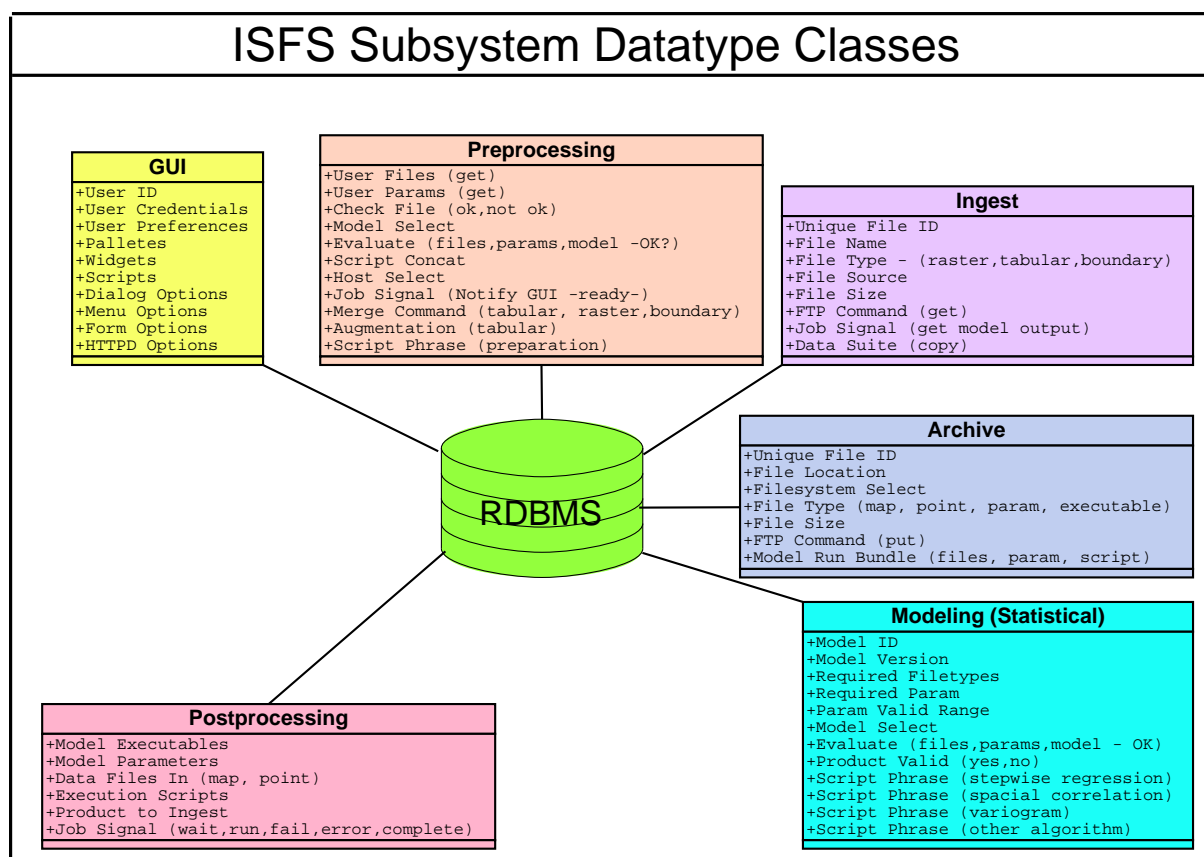 ISFS Subsystem Datatype Classes
GUI
+User ID
+User Credentials
+User Preferences
+Palletes
+Widgets
+Scripts
+Dialog Options
+Menu Options
+Form Options
+HTTPD Options
Preprocessing
+User Files (get)
+User Params (get)
+Check File (ok,not ok)
+Model Select
+Evaluate (files,params,model -OK?)
+Script Concat
+Host Select
+Job Signal (Notify GUI -ready-)
+Merge Command (tabular, raster,boundary)
+Augmentation (tabular)
+Script Phrase (preparation)
Ingest
+Unique File ID
+File Name
+File Type - (raster,tabular,boundary)
+File Source
+File Size
+FTP Command (get)
+Job Signal (get model output)
+Data Suite (copy)
RDBMS
Archive
+Unique File ID
+File Location
+Filesystem Select
+File Type (map, point, param, executable)
+File Size
+FTP Command (put)
+Model Run Bundle (files, param, script)
Modeling (Statistical)
+Model ID
+Model Version
+Required Filetypes
+Required Param
+Param Valid Range
+Model Select
+Evaluate (files,params,model - OK)
+Product Valid (yes,no)
+Script Phrase (stepwise regression)
+Script Phrase (spacial correlation)
+Script Phrase (variogram)
+Script Phrase (other algorithm)
Postprocessing
+Model Executables
+Model Parameters
+Data Files In (map, point)
+Execution Scripts
+Product to Ingest
+Job Signal (wait,run,fail,error,complete)